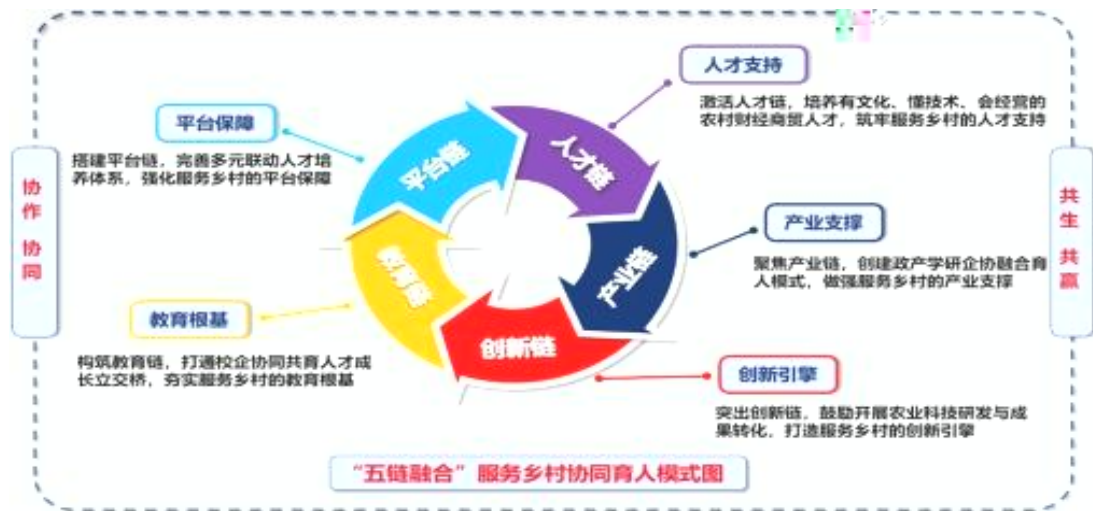 人才支持
激活人才链，培养有文化、懂技术、会经营的
农村财经商贸人才，筑牢服务乡村的人才支持
平台保障
搭建平台链，完善多元联动人才培
养体系，强化服务乡村的平台保障
平台链
人才链
协作 协同
共生 共赢
产业支撑
聚焦产业链，创建政产学研企协融合育
人模式，做强服务乡村的产业支撑
教育链
产业链
创新链
教育根基
构筑教育链，打通校企协同共育人才成
长立交桥，夯实服务乡村的教育根基
创新引擎
突出创新链，鼓励开展农业科技研发与成
果转化，打造服务乡村的创新引擎
“五链融合”服务乡村协同育人模式图